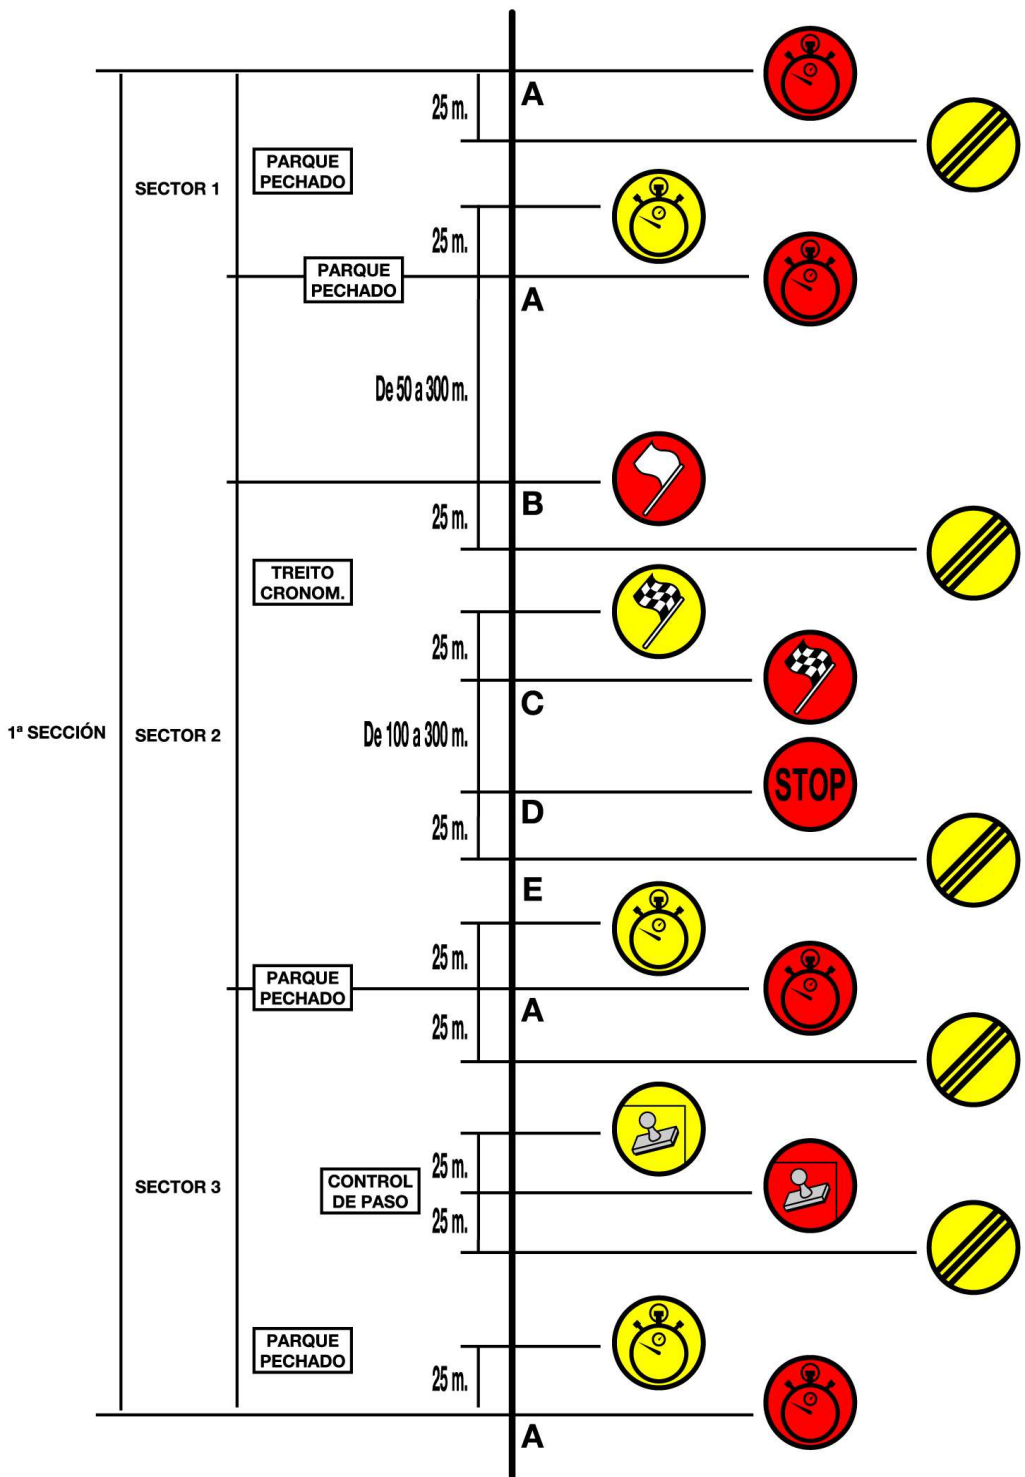 A
25 m.
PARQUE
PECHADO
SECTOR 1
25 m.
PARQUE
PECHADO
A
De 50 a 300 m.
B
25 m.
TREITO
CRONOM.
25 m.
C
1ª SECCIÓN
SECTOR 2
De 100 a 300 m.
STOP
D
25 m.
E
25 m.
PARQUE
PECHADO
A
25 m.
25 m.
SECTOR 3
CONTROL
DE PASO
25 m.
PARQUE
PECHADO
25 m.
A